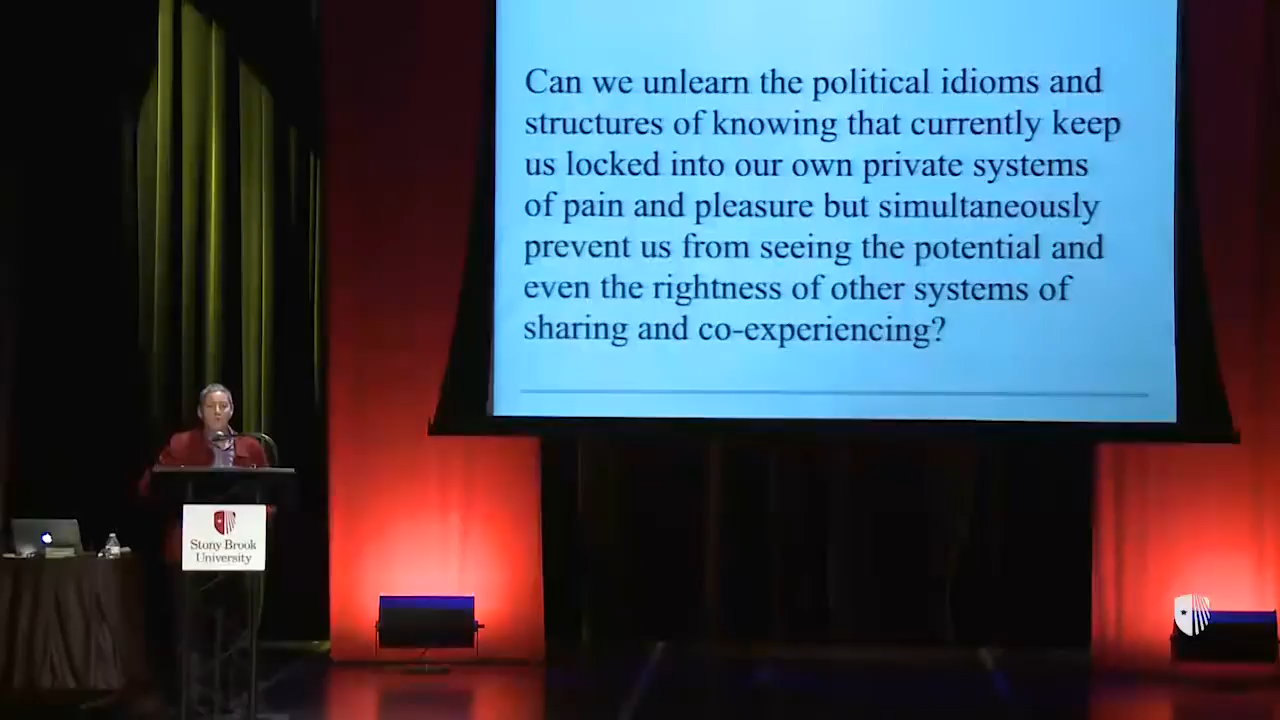 Can we unlearn the political idioms and
structures of knowing that currently keep
us locked into our own private systems
of pain and pleasure but simultaneously
prevent us from seeing the potential and
even the rightness of other systems of
sharing and co-experiencing?
Stony Brook
University